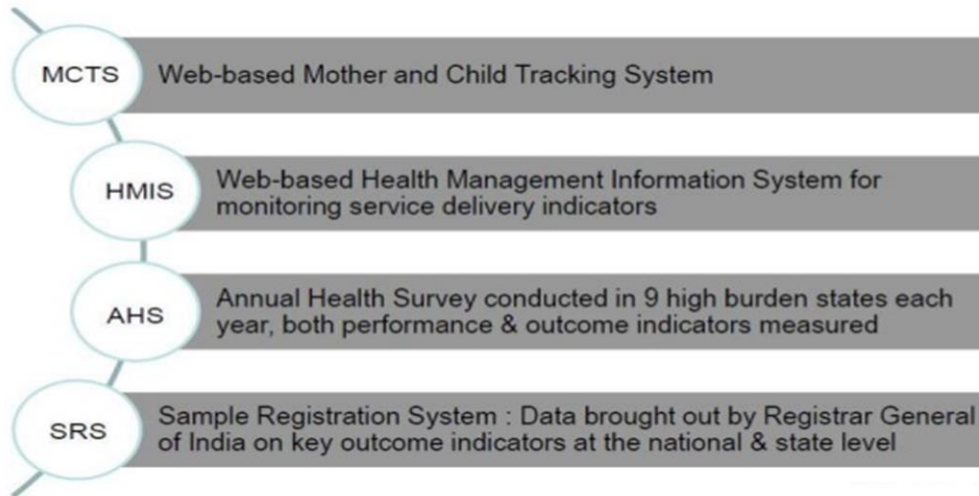 MCTS
Web-based Mother and Child Tracking System
HMIS
Web-based Health Management Information System for
monitoring service delivery indicators
AHS
Annual Health Survey conducted in 9 high burden states each
year, both performance & outcome indicators measured
SRS
Sample Registration System : Data brought out by Registrar General
of India on key outcome indicators at the national & state level